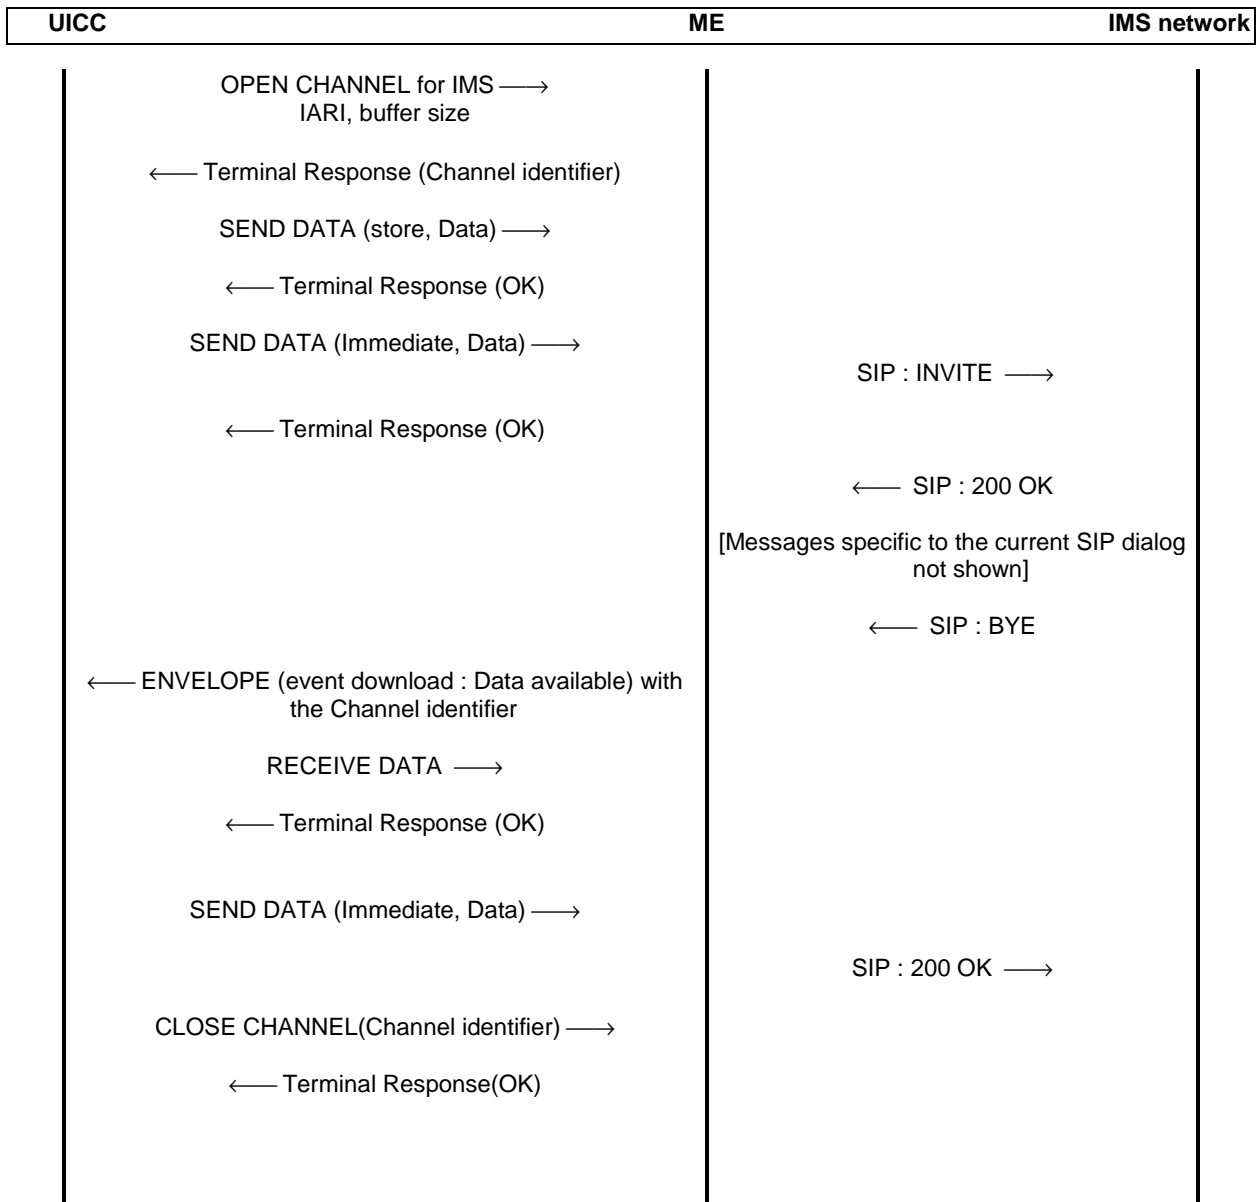 UICC ME IMS network
OPEN CHANNEL for IMS ⟶
IARI, buffer size
⟵ Terminal Response (Channel identifier)
SEND DATA (store, Data) ⟶
⟵ Terminal Response (OK)
SEND DATA (Immediate, Data) ⟶
SIP : INVITE ⟶
⟵ Terminal Response (OK)
⟵ SIP : 200 OK
[Messages specific to the current SIP dialog
not shown]
⟵ SIP : BYE
⟵ ENVELOPE (event download : Data available) with
the Channel identifier
RECEIVE DATA ⟶
⟵ Terminal Response (OK)
SEND DATA (Immediate, Data) ⟶
SIP : 200 OK ⟶
CLOSE CHANNEL(Channel identifier) ⟶
⟵ Terminal Response(OK)